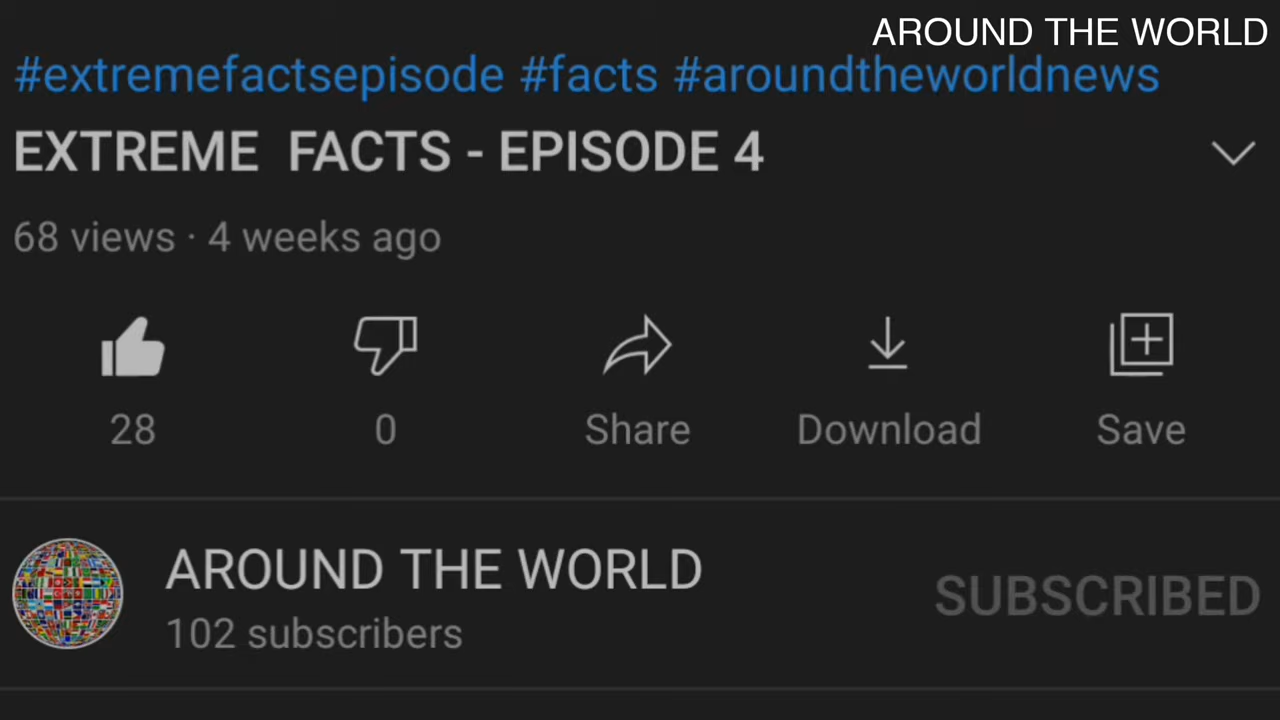 AROUND THE WORLD
#extremefactsepisode #facts #aroundtheworldnews
EXTREME FACTS - EPISODE 4
68 views · 4 weeks ago
28 0 Share Download Save
AROUND THE WORLD
SUBSCRIBED
102 subscribers